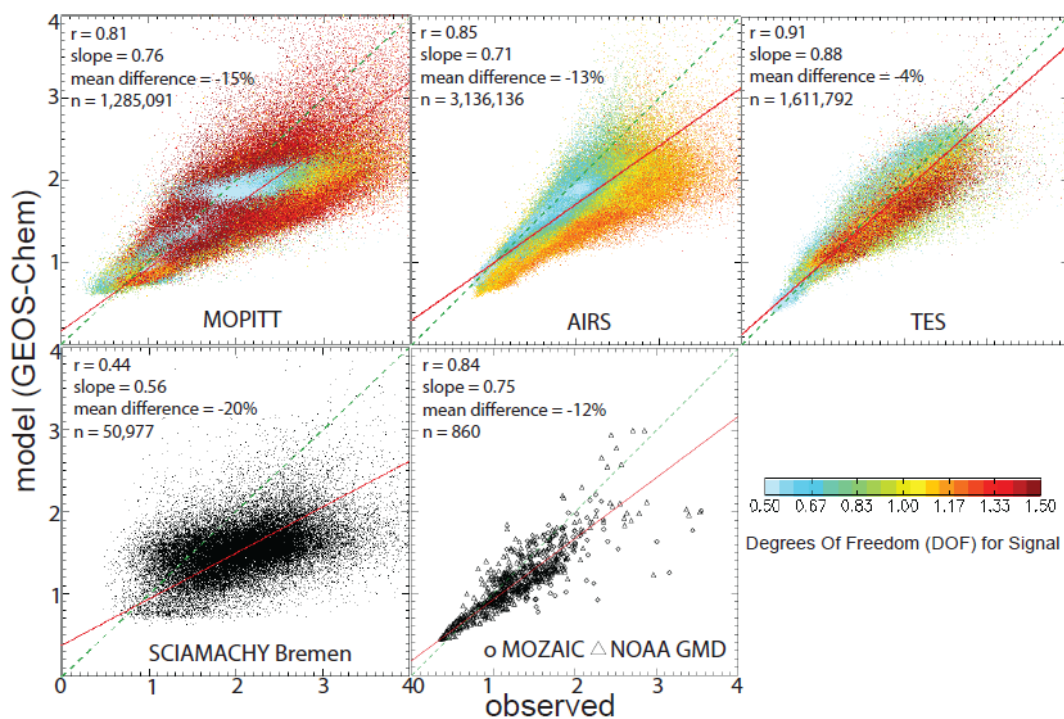 4
3
2
1
model (GEOS-Chem)
r = 0.81
slope = 0.76
mean difference = -15%
n = 1,285,091
MOPITT
r = 0.85
slope = 0.71
mean difference = -13%
n = 3,136,136
AIRS
r = 0.91
slope = 0.88
mean difference = -4%
n = 1,611,792
TES
4
3
2
1
0
r = 0.44
slope = 0.56
mean difference = -20%
n = 50,977
SCIAMACHY Bremen
0 1 2 3 4
r = 0.84
slope = 0.75
mean difference = -12%
n = 860
MOZAIC NOAA GMD
0 1 2 3 4
observed
0.50 0.67 0.83 1.00 1.17 1.33 1.50
Degrees Of Freedom (DOF) for Signal